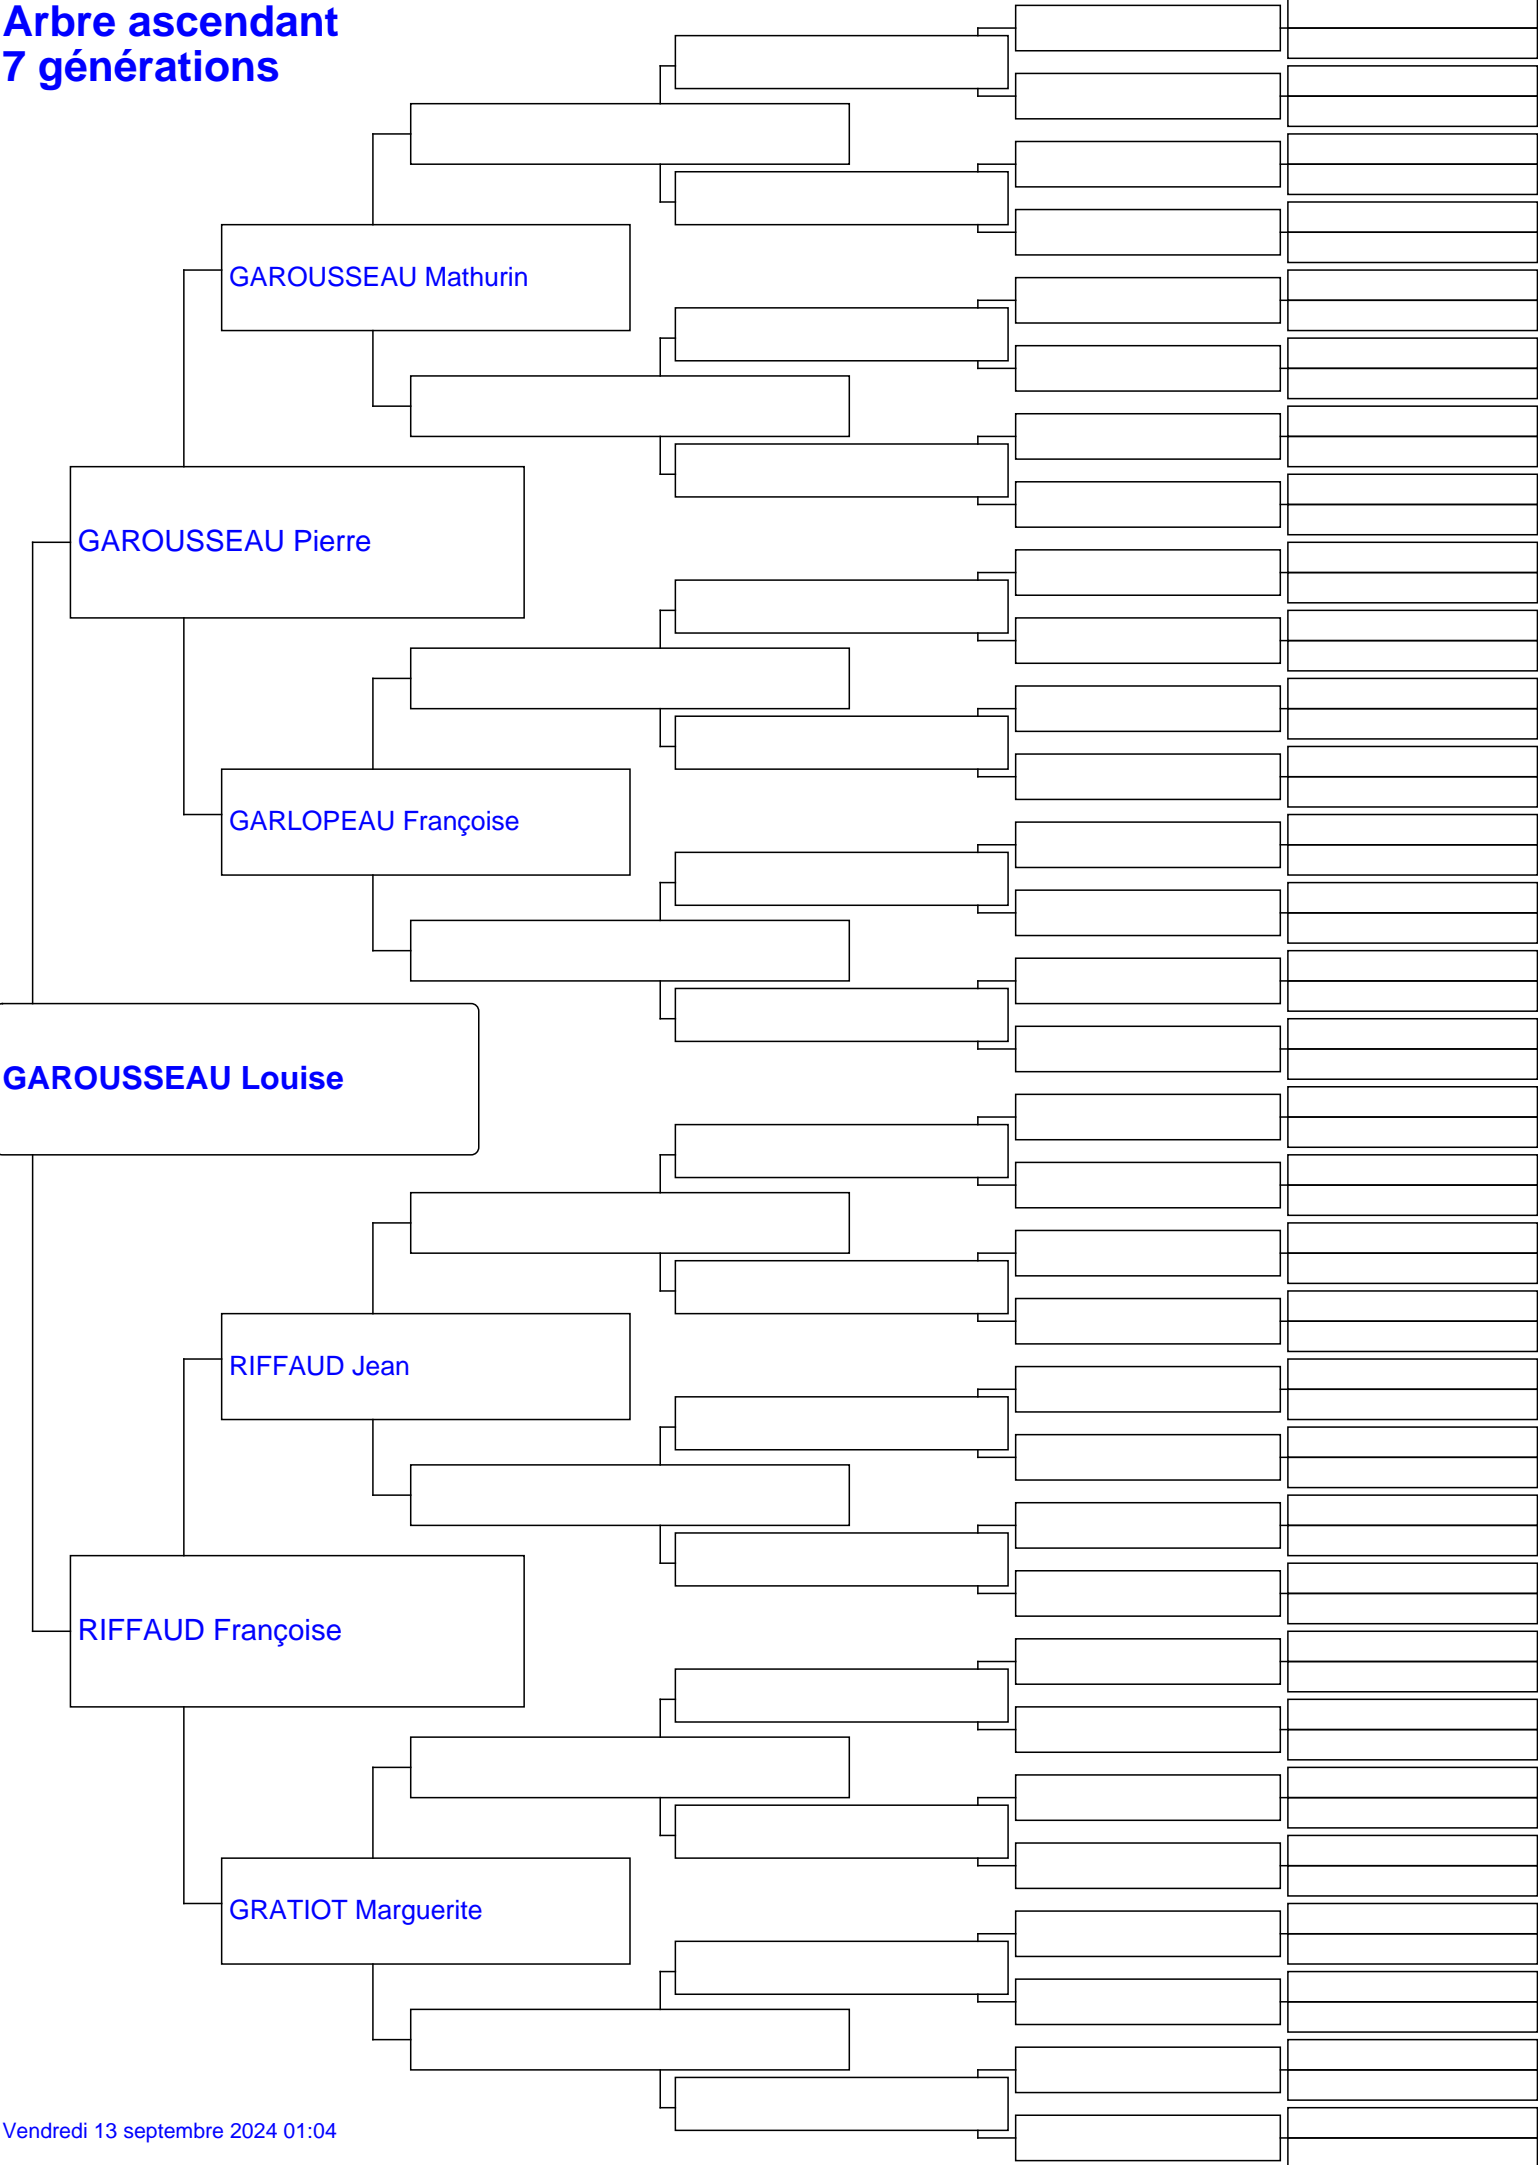 Arbre ascendant
7 générations
GAROUSSEAU Mathurin
GAROUSSEAU Pierre
GARLOPEAU Françoise
GAROUSSEAU Louise
RIFFAUD Jean
RIFFAUD Françoise
GRATIOT Marguerite
Vendredi 13 septembre 2024 01:04